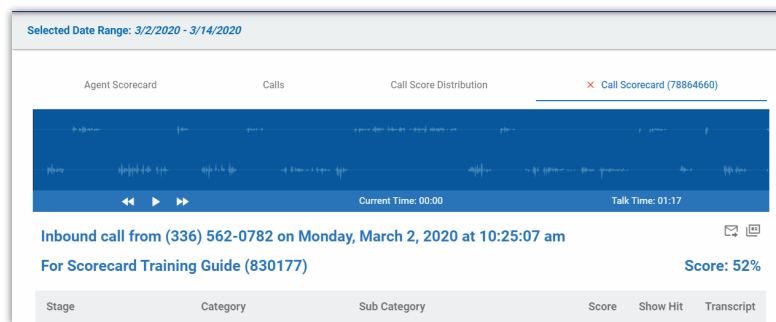 Selected Date Range: 3/2/2020 - 3/14/2020
Agent Scorecard Calls Call Score Distribution × Call Scorecard (78864660)
Current Time: 00:00 Talk Time: 01:17
Inbound call from (336) 562-0782 on Monday, March 2, 2020 at 10:25:07 am
For Scorecard Training Guide (830177) Score: 52%
Stage Category Sub Category Score Show Hit Transcript